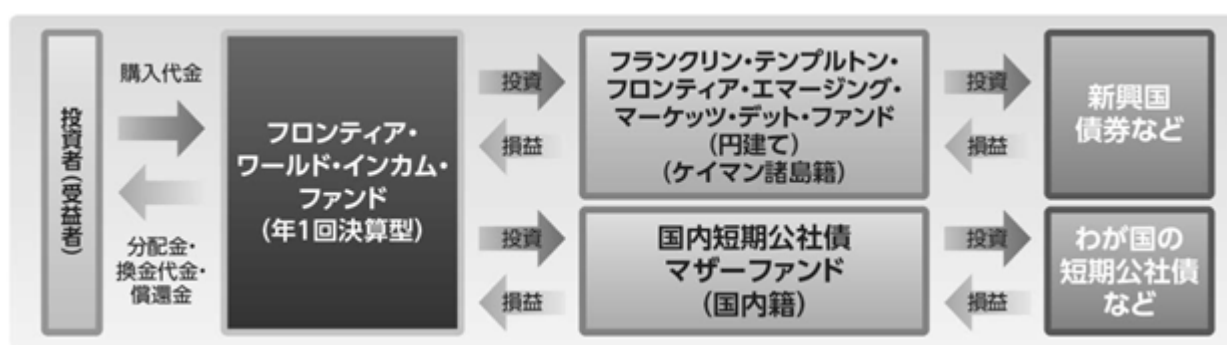 投資者(受益者)
購入代金
分配金・
換金代金・
償還金
フロンティア・
ワールド・インカム・
ファンド
(年1回決算型)
投資
損益
フランクリン・テンプルトン・
フロンティア・エマージング・
マーケッツ・デット・ファンド
(円建て)
(ケイマン諸島籍)
投資
損益
新興国
債券など
投資
損益
国内短期公社債
マザーファンド
(国内籍)
投資
損益
わが国の
短期公社債
など